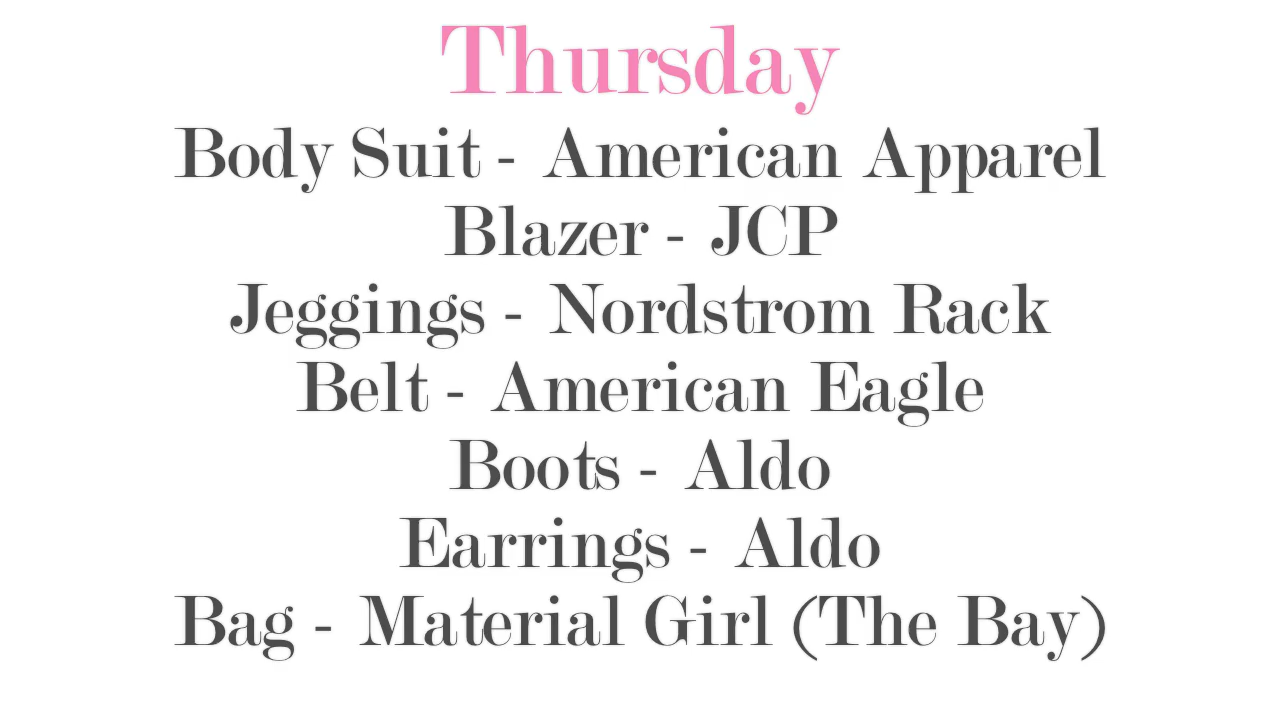 Thursday
Body Suit - American Apparel
Blazer - JCP
Jeggings - Nordstrom Rack
Belt - American Eagle
Boots - Aldo
Earrings - Aldo
Bag - Material Girl (The Bay)